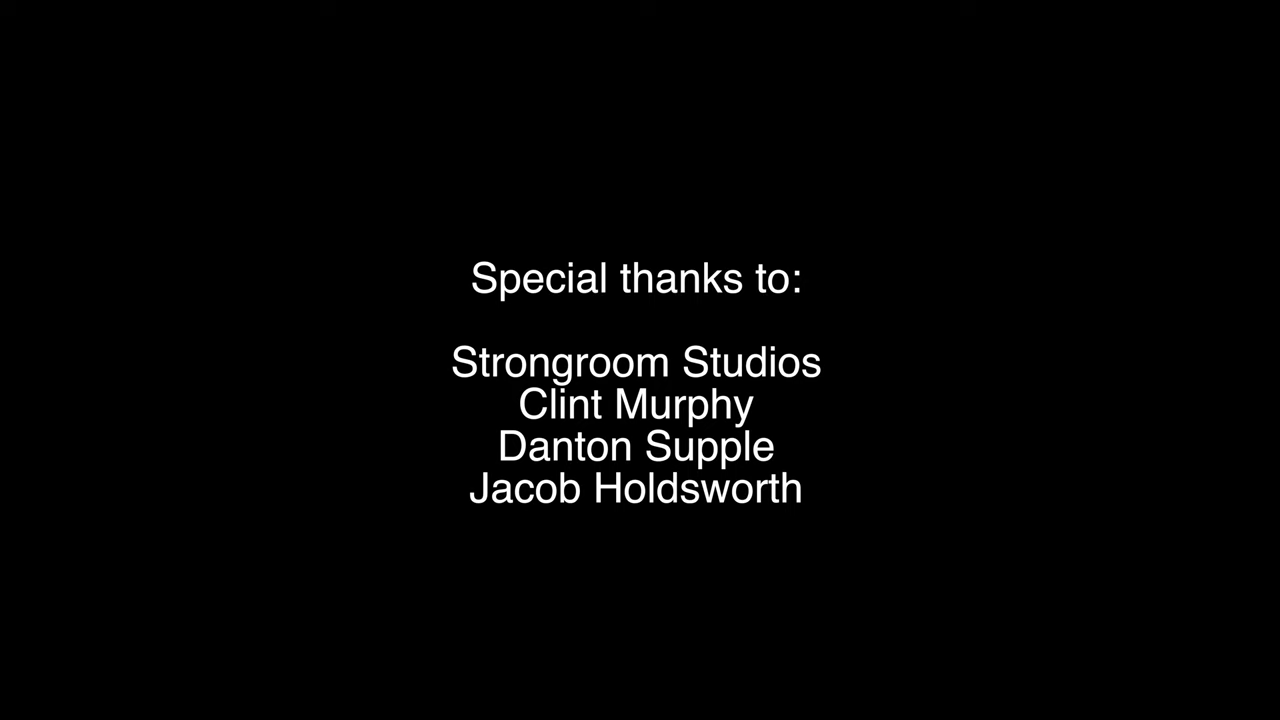 Special thanks to:
Strongroom Studios
Clint Murphy
Danton Supple
Jacob Holdsworth